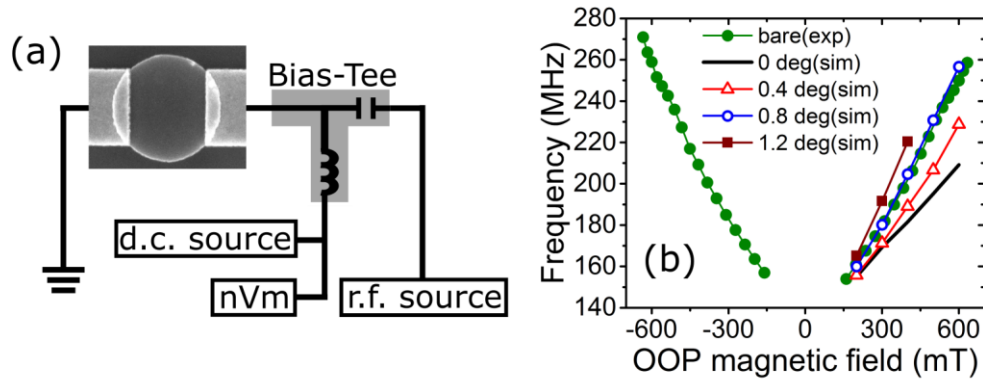 (a)
Bias-Tee
d.c. source
nVm
r.f. source
280
260
240
220
200
180
160
140
Frequency (MHz)
bare(exp)
0 deg(sim)
0.4 deg(sim)
0.8 deg(sim)
1.2 deg(sim)
(b)
-600 -300 0 300 600
OOP magnetic field (mT)